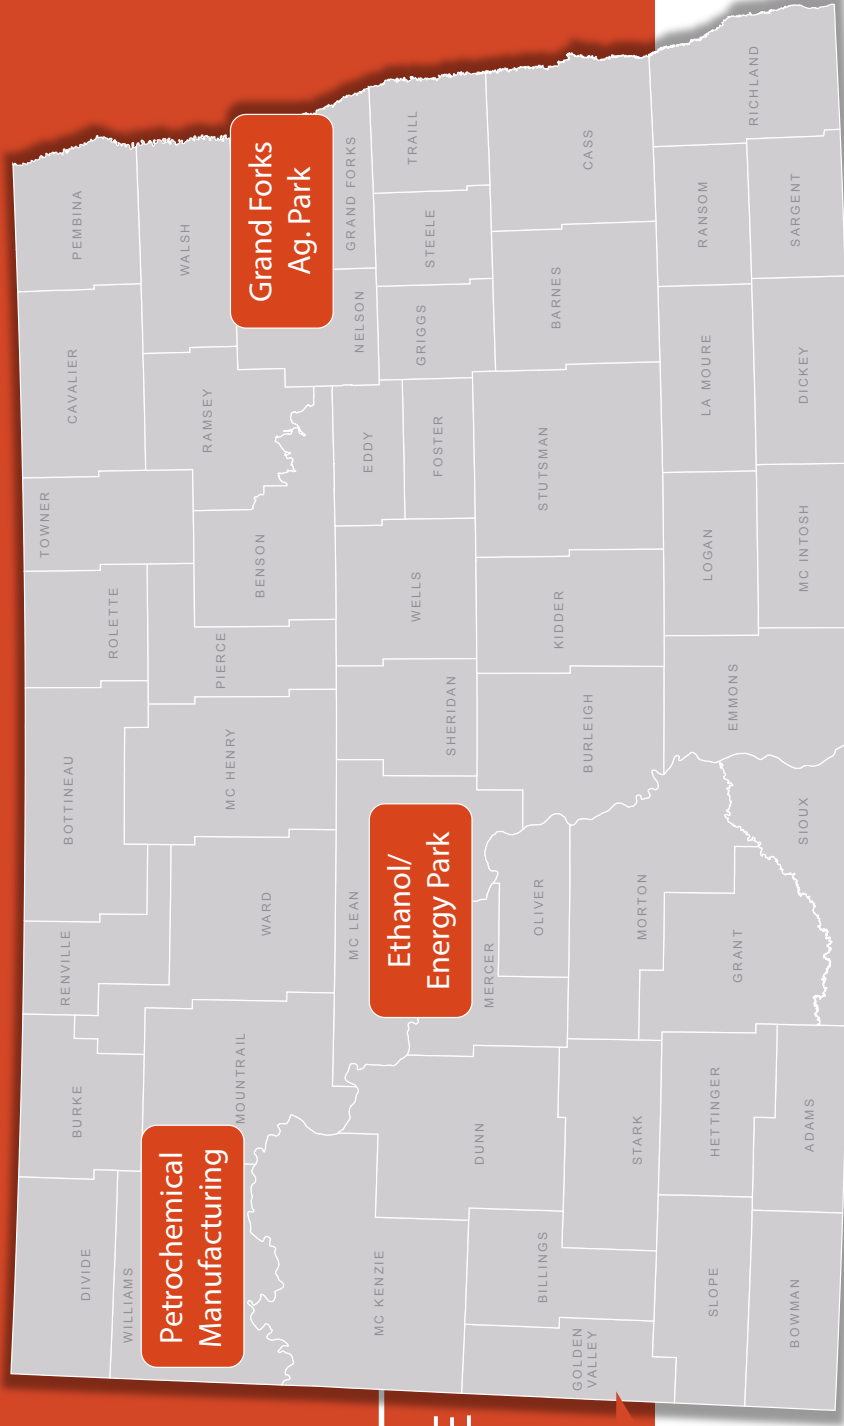 DIVIDE
BURKE
RENVILLE
BOTTINEAU
ROLETTE
TOWNER
CAVALIER
PEMBINA
WILLIAMS
MOUNTRAIL
WARD
MC HENRY
PIERCE
BENSON
RAMSEY
WALSH
Petrochemical
Manufacturing
Grand Forks
Ag. Park
MC KENZIE
DUNN
MC LEAN
Ethanol/
Energy Park
MERCER
OLIVER
SHERIDAN
WELLS
EDDY
FOSTER
NELSON
GRAND FORKS
GRIGGS
STEELE
TRAILL
GOLDEN
VALLEY
BILLINGS
STARK
MORTON
BURLEIGH
KIDDER
STUTSMAN
BARNES
CASS
SLOPE
HETTINGER
GRANT
EMMONS
LOGAN
LA MOURE
RANSOM
RICHLAND
BOWMAN
ADAMS
SIOUX
MC INTOSH
DICKEY
SARGENT